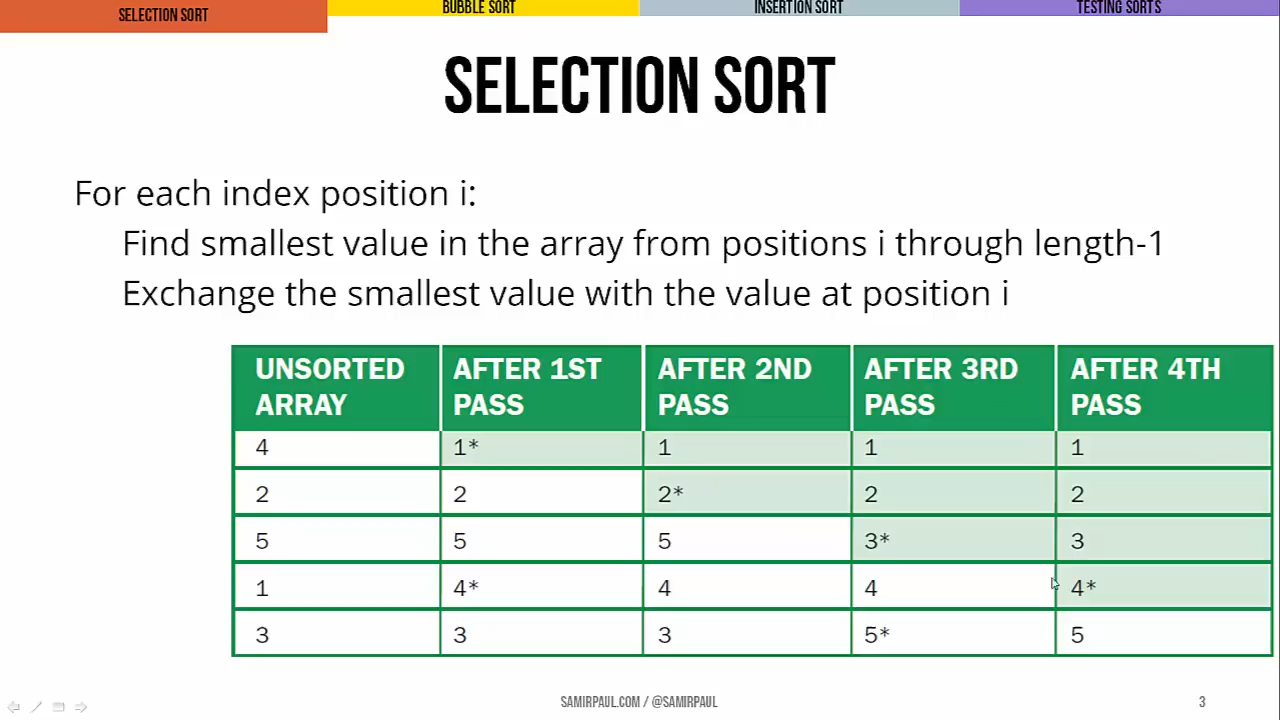 SELECTION SORT
BUBBLE SORT
INSERTION SORT
TESTING SORTS
SELECTION SORT
For each index position i:
Find smallest value in the array from positions i through length-1
Exchange the smallest value with the value at position i
UNSORTED ARRAY AFTER 1ST PASS AFTER 2ND PASS AFTER 3RD PASS AFTER 4TH PASS
4 1* 1 1 1
2 2 2* 2 2
5 5 5 3* 3
1 4* 4 4 4*
3 3 3 5* 5
SAMIRPAUL.COM / @SAMIRPAUL
3